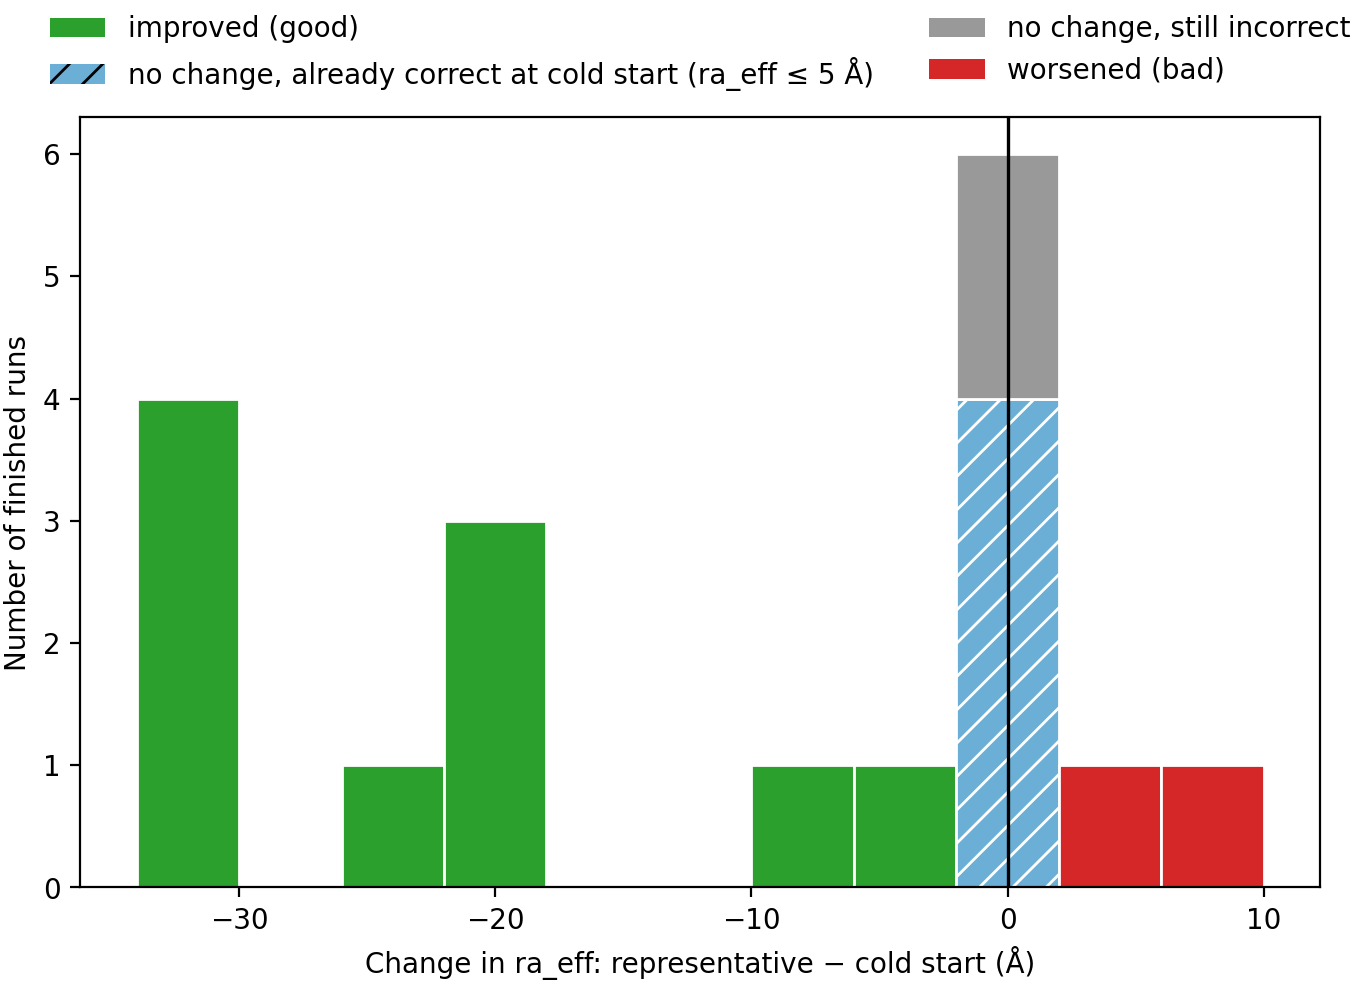 improved (good)
no change, already correct at cold start (ra_eff ≤ 5 Å)
no change, still incorrect
worsened (bad)
Number of finished runs
6
5
4
3
2
1
0
−30
−20
−10
0
10
Change in ra_eff: representative − cold start (Å)